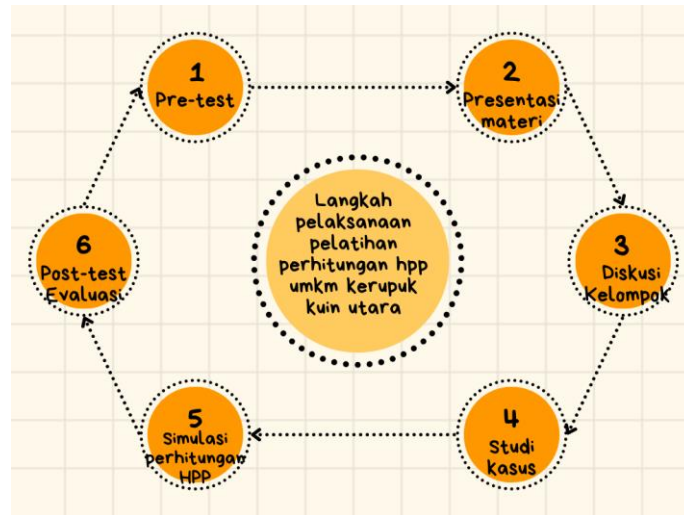 1
Pre-test
2
Presentasi
materi
Langkah
pelaksanaan
pelatihan
perhitungan hpp
umkm kerupuk
kuin utara
6
Post-test
Evaluasi
3
Diskusi
Kelompok
5
Simulasi
perhitungan
HPP
4
Studi
Kasus